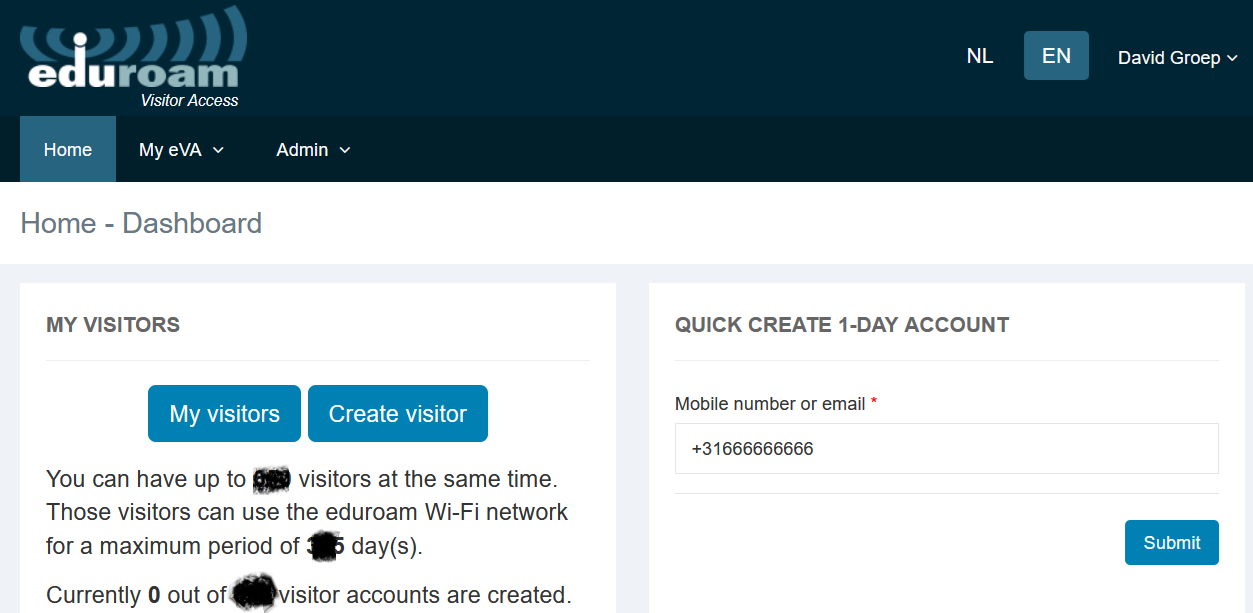 eduroam
Visitor Access
NL
EN
David Groep
Home
My eVA
Admin
Home - Dashboard
MY VISITORS
My visitors
Create visitor
You can have up to visitors at the same time.
Those visitors can use the eduroam Wi-Fi network
for a maximum period of day(s).
Currently 0 out of visitor accounts are created.
QUICK CREATE 1-DAY ACCOUNT
Mobile number or email *
+31666666666
Submit